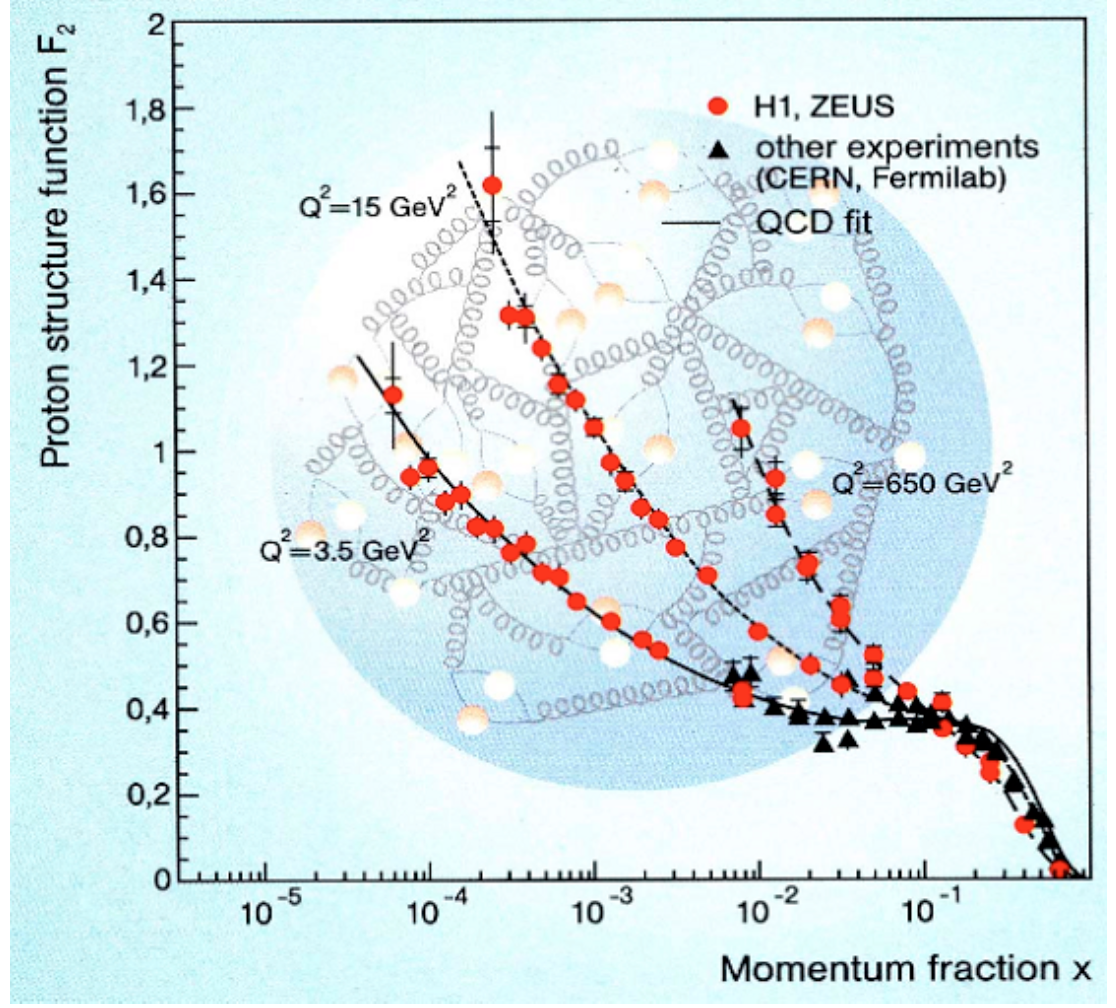 Proton structure function F₂
2
1,8
1,6
1,4
1,2
1
0,8
0,6
0,4
0,2
0
H1, ZEUS
other experiments
(CERN, Fermilab)
QCD fit
Q²=15 GeV²
Q²=650 GeV²
Q²=3.5 GeV²
10⁻⁵
10⁻⁴
10⁻³
10⁻²
10⁻¹
Momentum fraction x